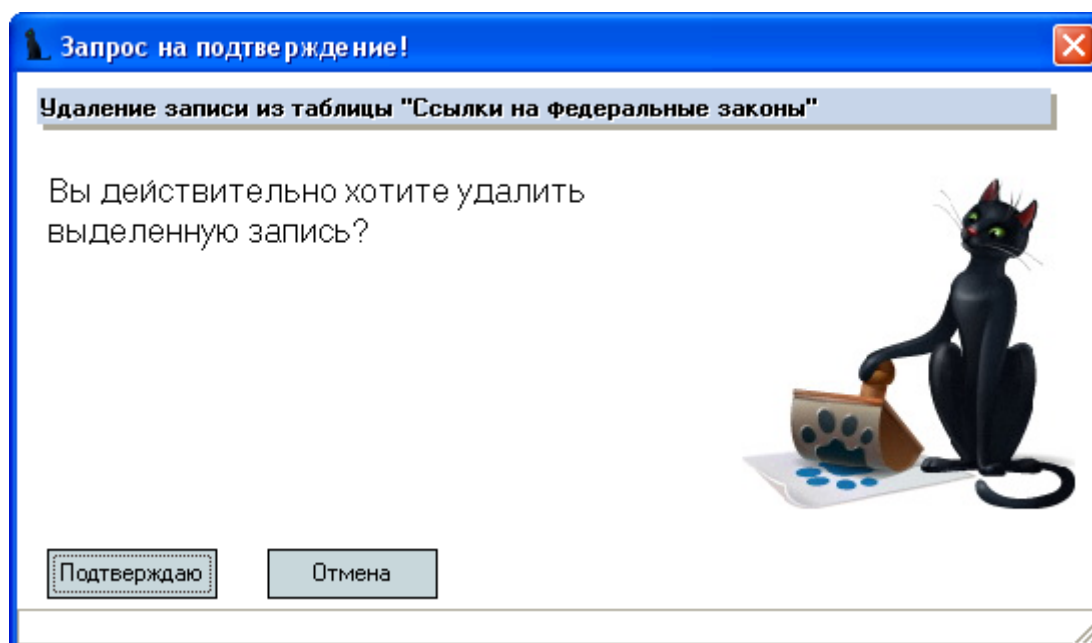 Запрос на подтверждение!
Удаление записи из таблицы "Ссылки на федеральные законы"
Вы действительно хотите удалить
выделенную запись?
Подтверждаю
Отмена